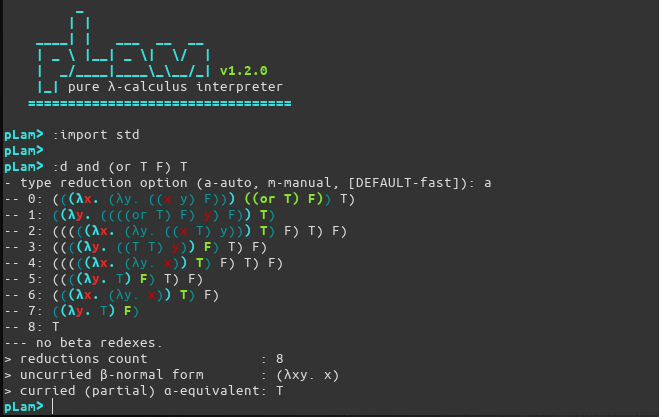 pLam v1.2.0
pure λ-calculus interpreter
pLam> :import std
pLam>
pLam> :d and (or T F) T
- type reduction option (a-auto, m-manual, [DEFAULT-fast]): a
-- 0: (((λx. (λy. ((x y) F))) ((or T) F)) T)
-- 1: ((λy. ((((or T) F) y) F)) T)
-- 2: (((((λx. (λy. ((x T) y))) T) F) T) F)
-- 3: ((((λy. ((T T) y)) F) T) F)
-- 4: (((((λx. (λy. x)) T) F) T) F)
-- 5: ((((λy. T) F) T) F)
-- 6: (((λx. (λy. x)) T) F)
-- 7: ((λy. T) F)
-- 8: T
--- no beta redexes.
> reductions count : 8
> uncurried β-normal form : (λxy. x)
> curried (partial) α-equivalent: T
pLam>